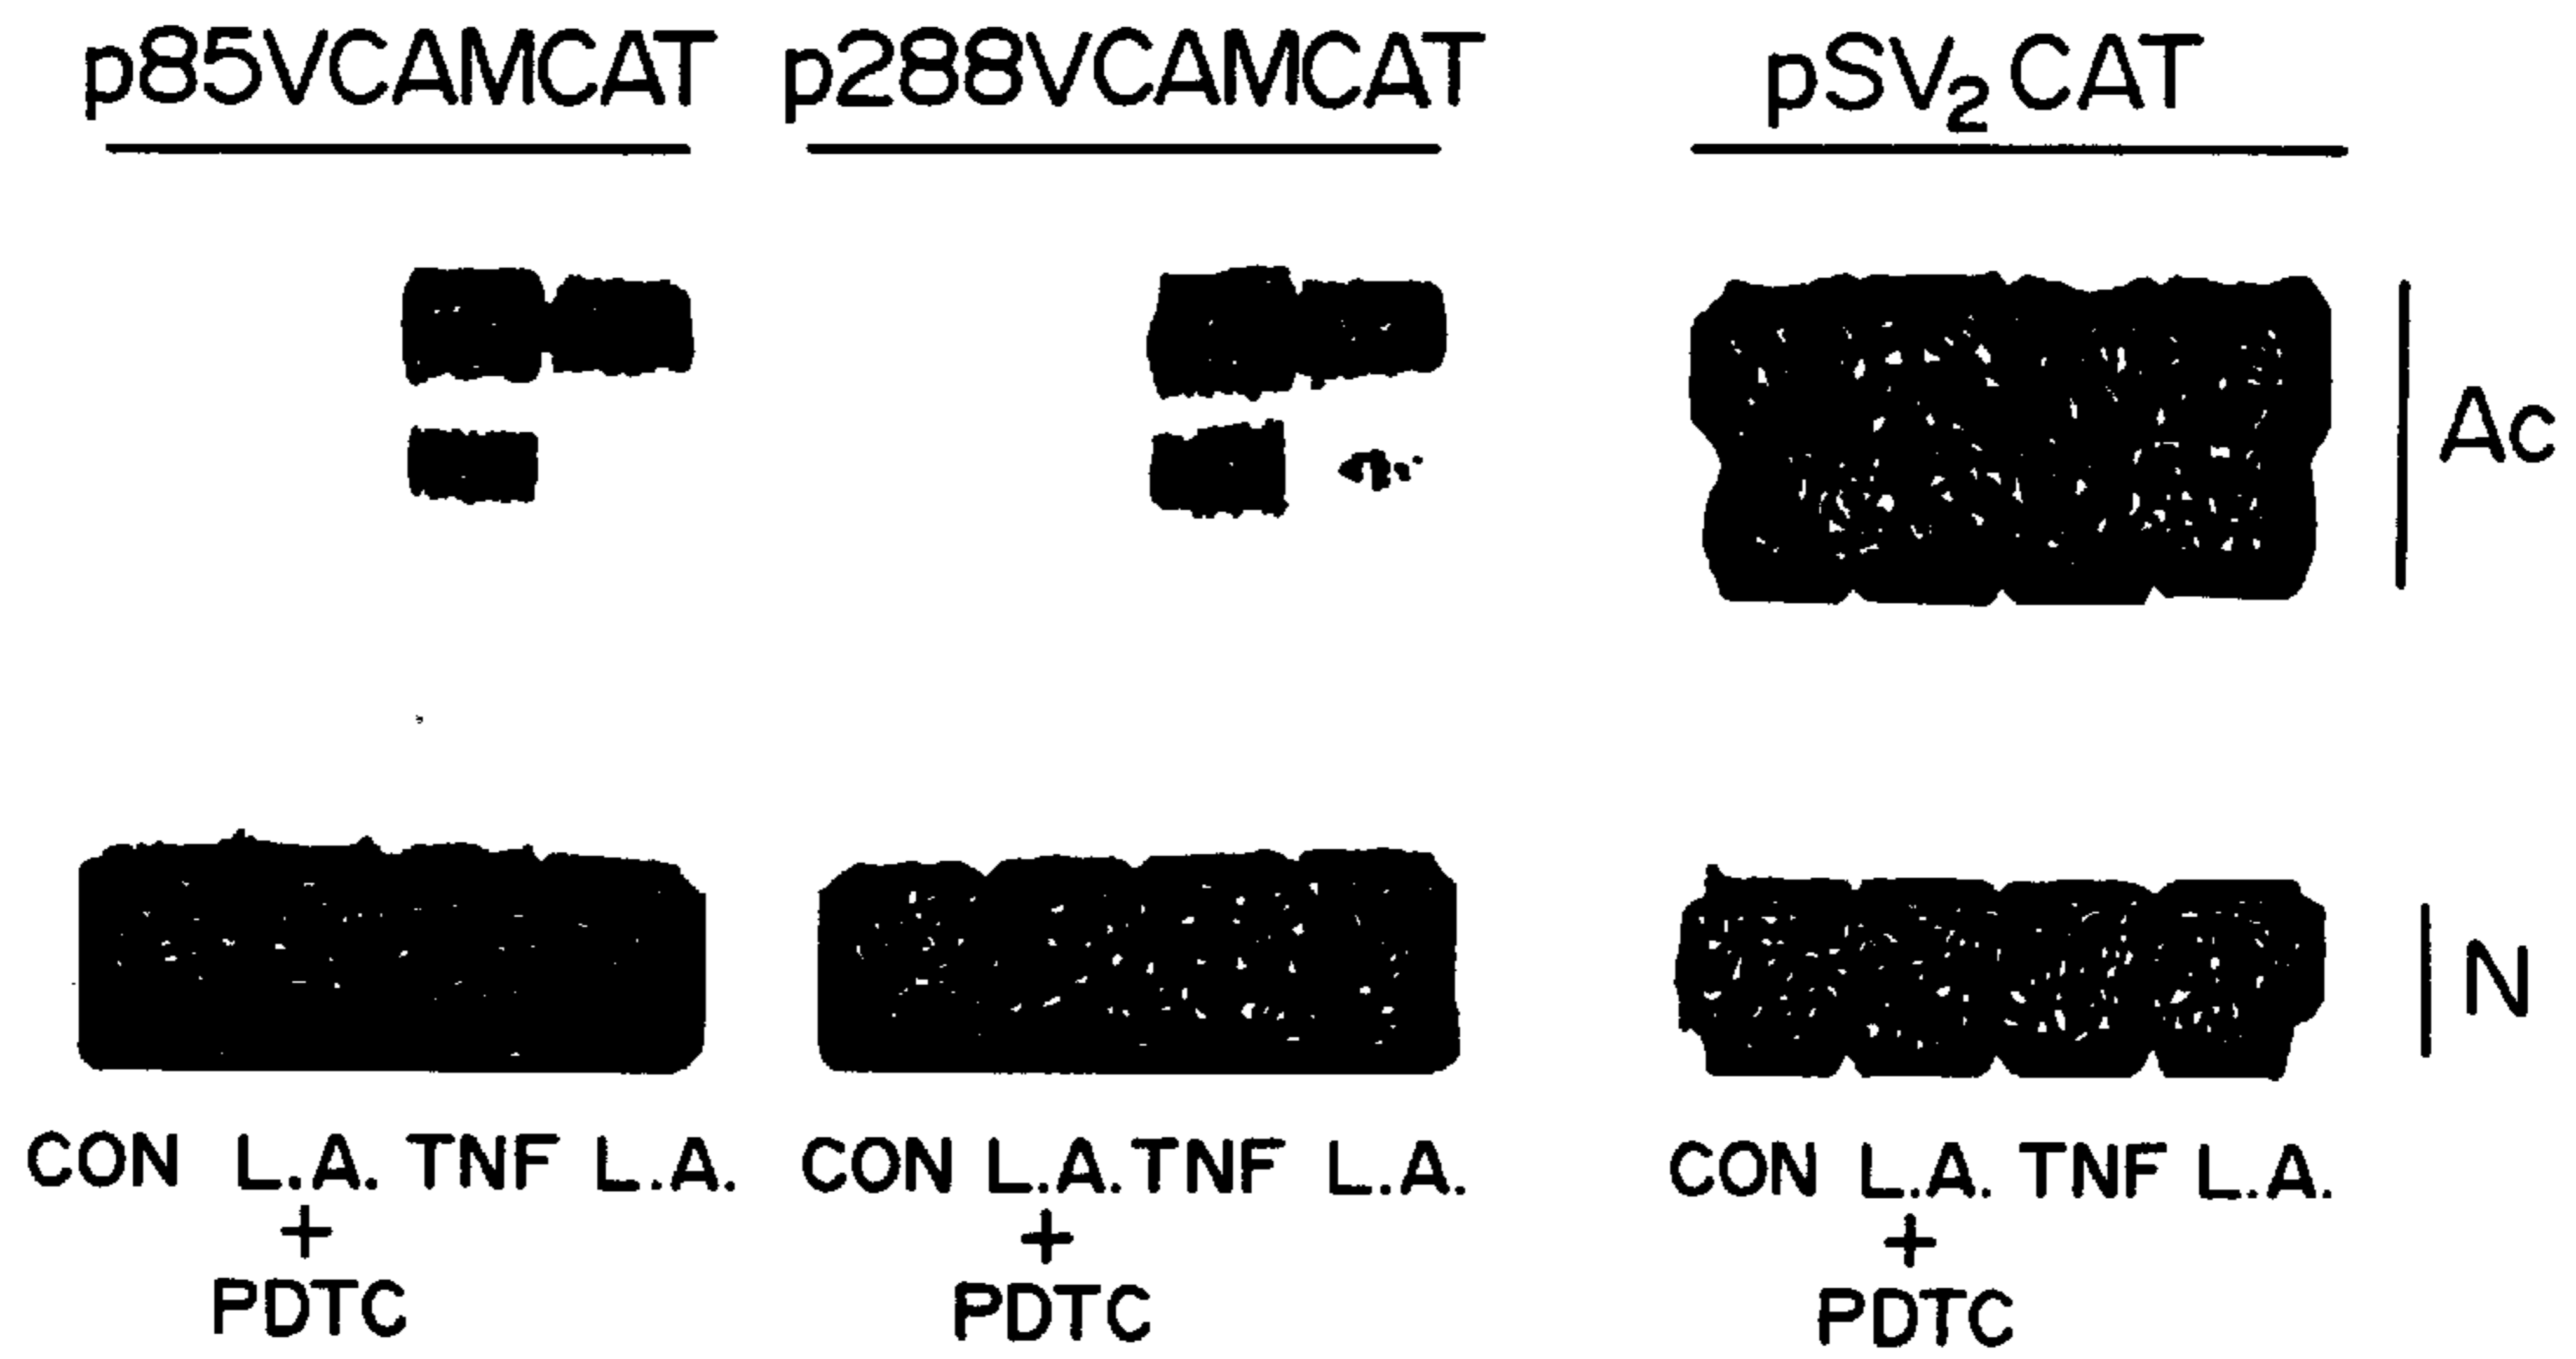 p85VCAMCAT p288VCAMCAT pSV₂CAT
Ac
N
CON L.A. TNF L.A. CON L.A. TNF L.A. CON L.A. TNF L.A.
+ + +
PDTC PDTC PDTC